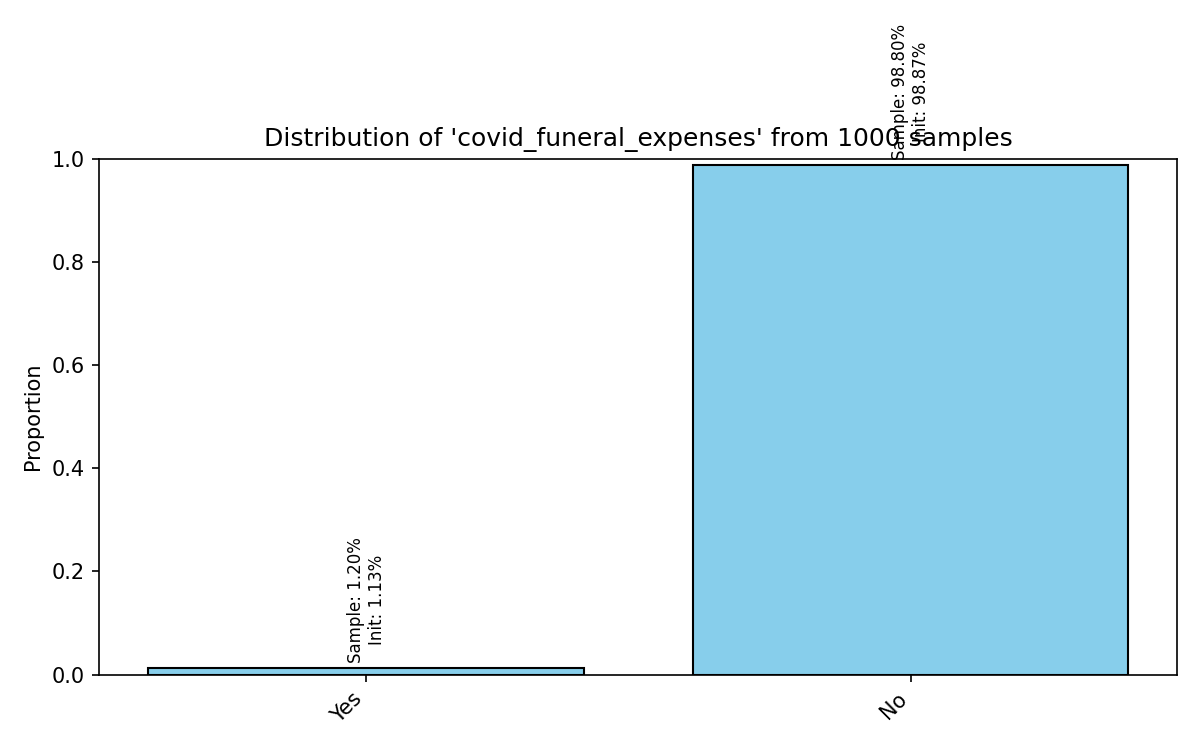 Sample: 98.80%
Init: 98.87%
Distribution of 'covid_funeral_expenses' from 1000 samples
1.0
0.8
0.6
0.4
0.2
0.0
Proportion
Sample: 1.20%
Init: 1.13%
Yes
No